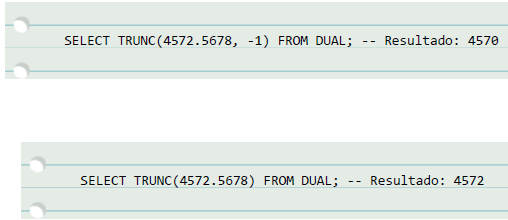 SELECT TRUNC(4572.5678, -1) FROM DUAL; -- Resultado: 4570
SELECT TRUNC(4572.5678) FROM DUAL; -- Resultado: 4572